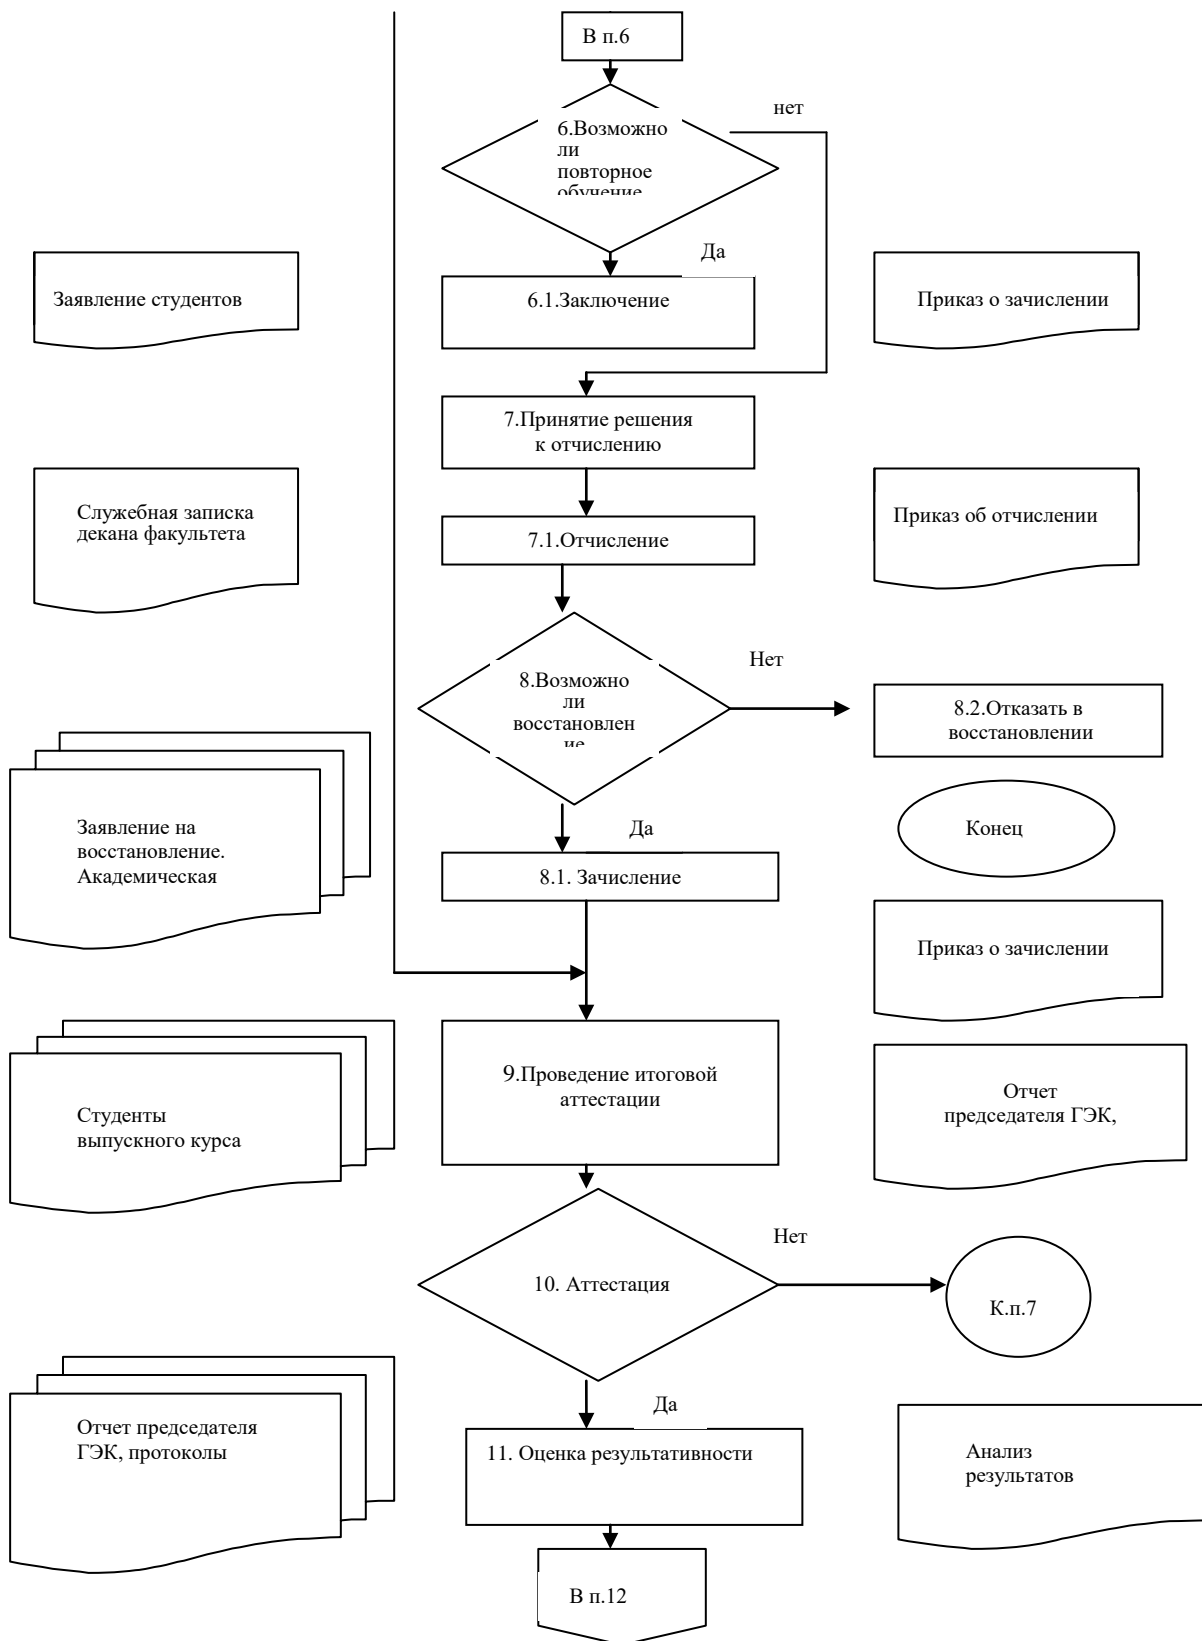 В п.6
нет
6.Возможно
ли
повторное
обучение
Да
Заявление студентов
6.1.Заключение
Приказ о зачислении
7.Принятие решения
к отчислению
Служебная записка
декана факультета
7.1.Отчисление
Приказ об отчислении
Нет
8.Возможно
ли
восстановлен
ие
8.2.Отказать в
восстановлении
Заявление на
восстановление.
Академическая
Да
Конец
8.1. Зачисление
Приказ о зачислении
9.Проведение итоговой
аттестации
Студенты
выпускного курса
Отчет
председателя ГЭК,
Нет
10. Аттестация
К.п.7
Да
Отчет председателя
ГЭК, протоколы
11. Оценка результативности
Анализ
результатов
В п.12